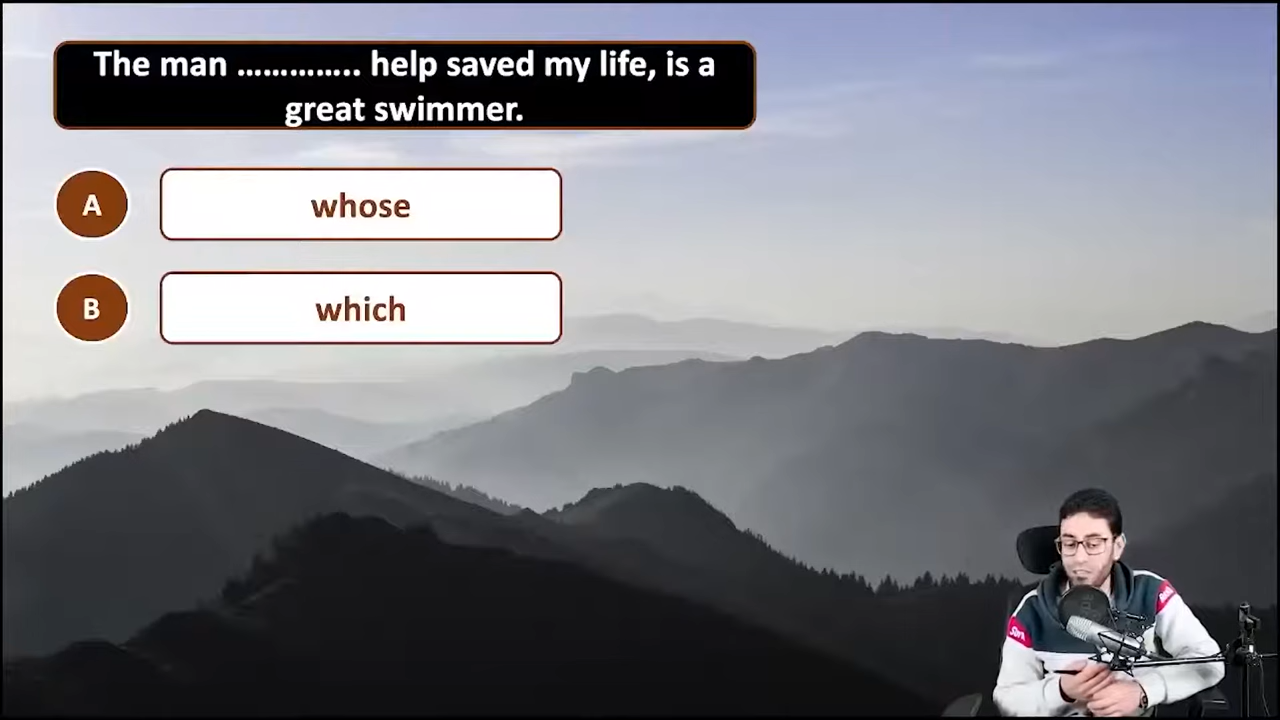 The man ………….. help saved my life, is a
great swimmer.
A
whose
B
which